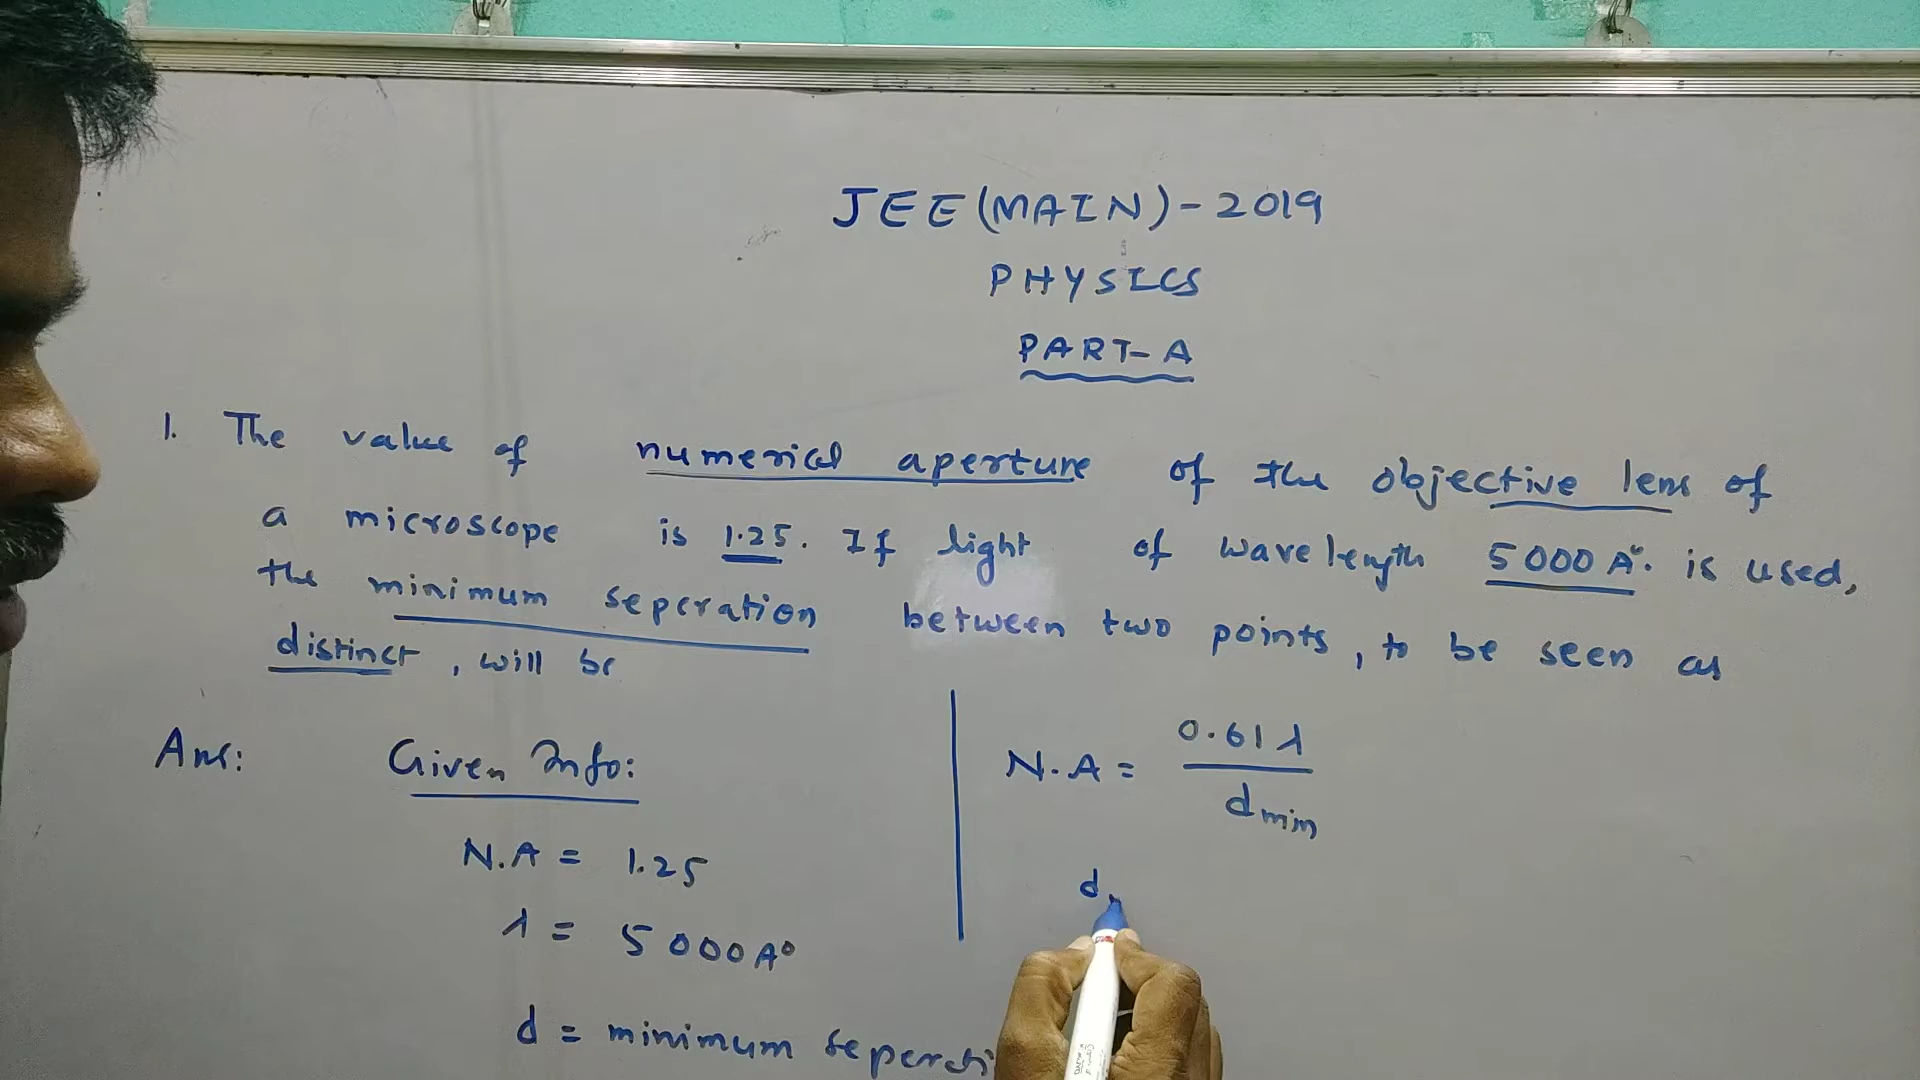 JEE(MAIN)-2019
PHYSICS
PART-A
1. The value of numerical aperture of the objective lens of
a microscope is 1.25. If light of wavelength 5000 A°. is used,
the minimum seperation between two points, to be seen as
distinct, will be
Ans: Given Info:
N.A = 1.25
λ = 5000A°
d = minimum seperati
N.A = 0.61λ
dmin
d